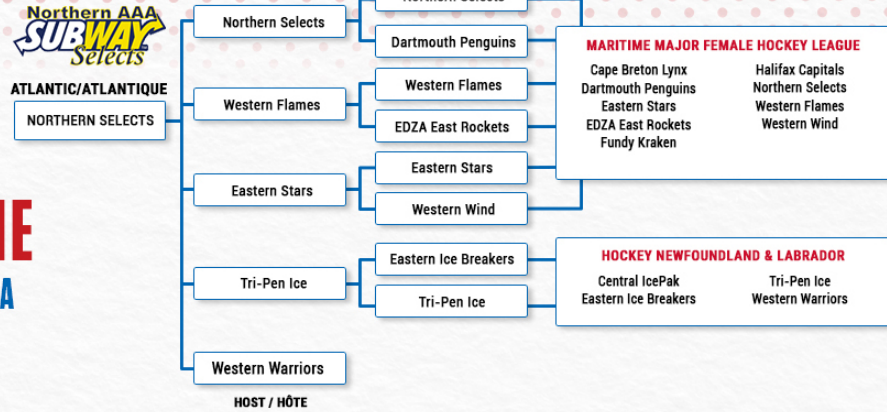 Northern AAA
SUBWAY
Selects
ATLANTIC/ATLANTIQUE
NORTHERN SELECTS
Northern Selects
Western Flames
Eastern Stars
Tri-Pen Ice
Western Warriors
HOST / HÔTE
Northern Selects
Dartmouth Penguins
Western Flames
EDZA East Rockets
Eastern Stars
Western Wind
Eastern Ice Breakers
Tri-Pen Ice
MARITIME MAJOR FEMALE HOCKEY LEAGUE
Cape Breton Lynx
Dartmouth Penguins
Eastern Stars
EDZA East Rockets
Fundy Kraken
Halifax Capitals
Northern Selects
Western Flames
Western Wind
HOCKEY NEWFOUNDLAND & LABRADOR
Central IcePak
Eastern Ice Breakers
Tri-Pen Ice
Western Warriors
IE
A